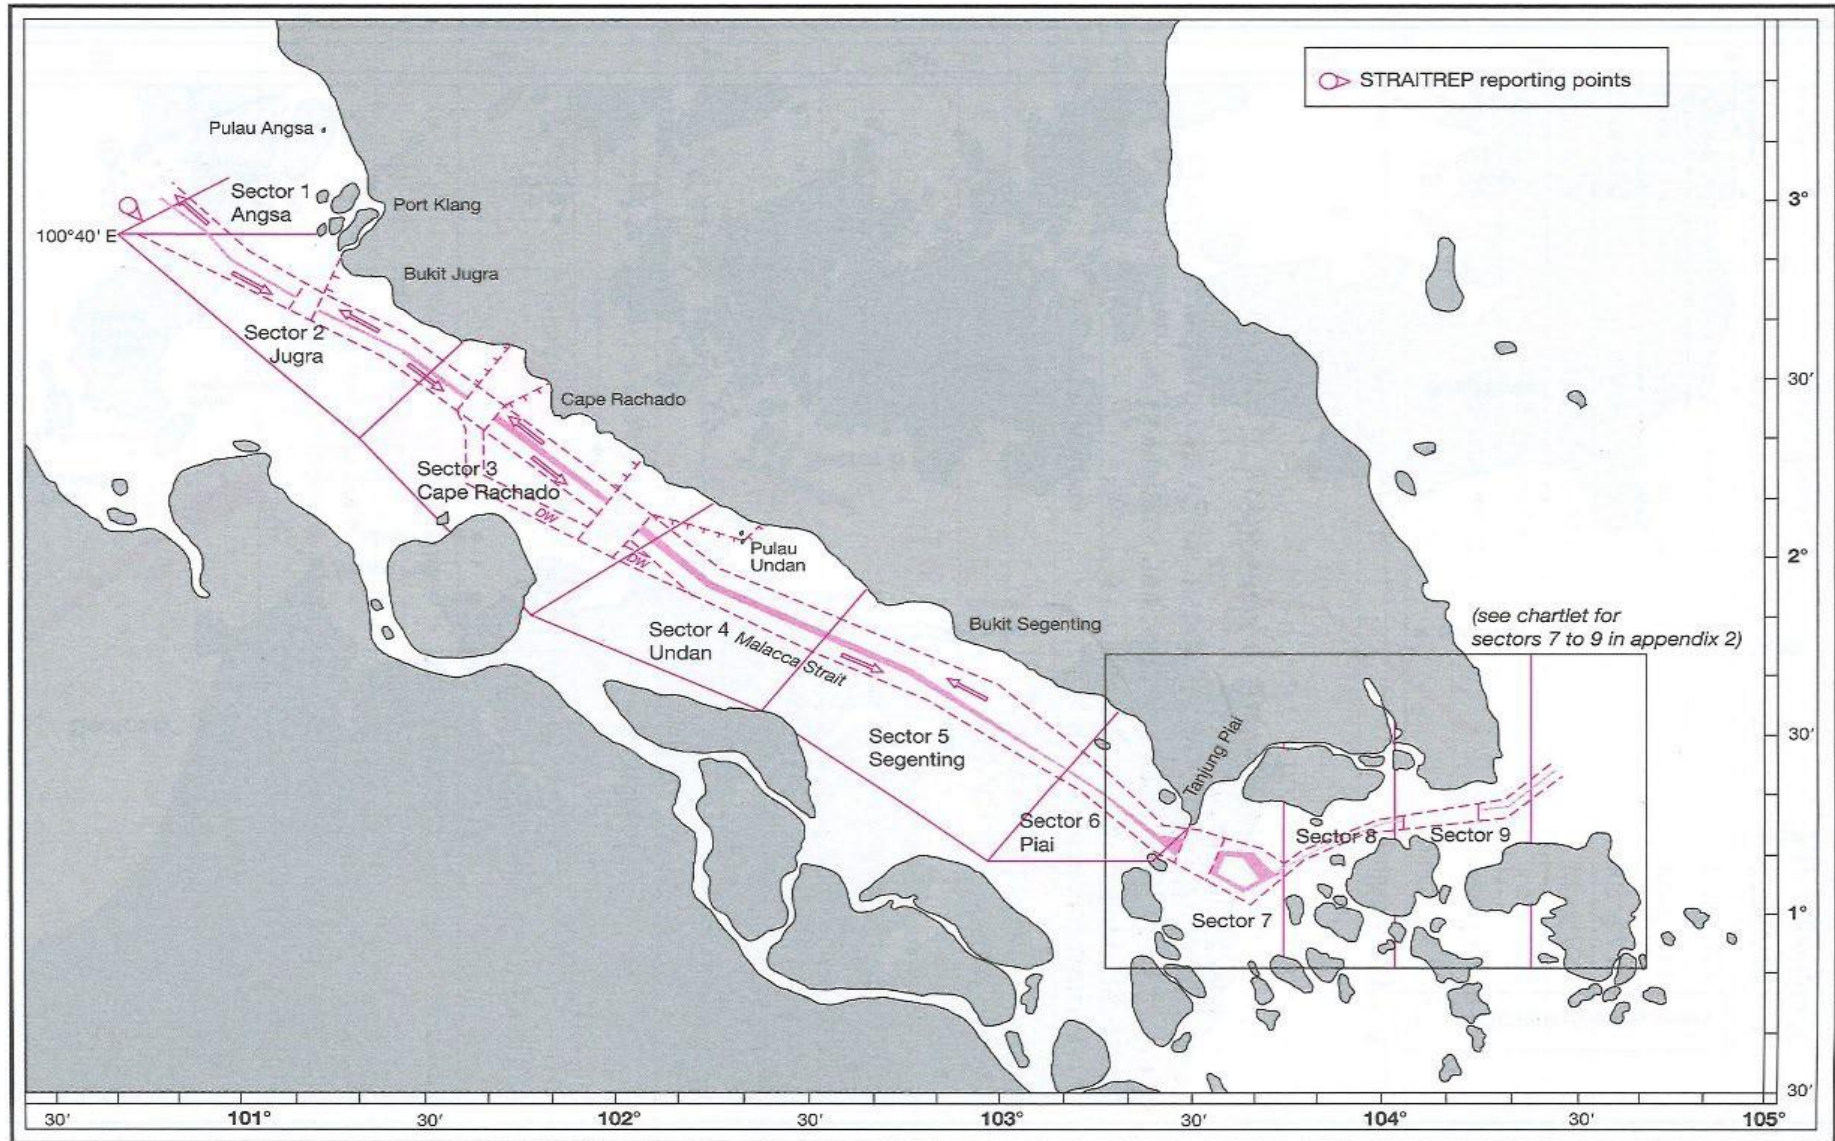 STRAITREP reporting points
Pulau Angsa
Sector 1
Angsa
3°
Port Klang
100°40' E
Bukit Jugra
Sector 2
Jugra
30'
Cape Rachado
Sector 3
Cape Rachado
DW
DW
Pulau
Undan
2°
(see chartlet for
sectors 7 to 9 in appendix 2)
Bukit Segenting
Sector 4
Undan
Malacca Strait
Sector 5
Segenting
Tanjung Piai
30'
Sector 6
Piai
Sector 8
Sector 9
Sector 7
1°
30'
30'
101°
30'
102°
30'
103°
30'
104°
30'
105°